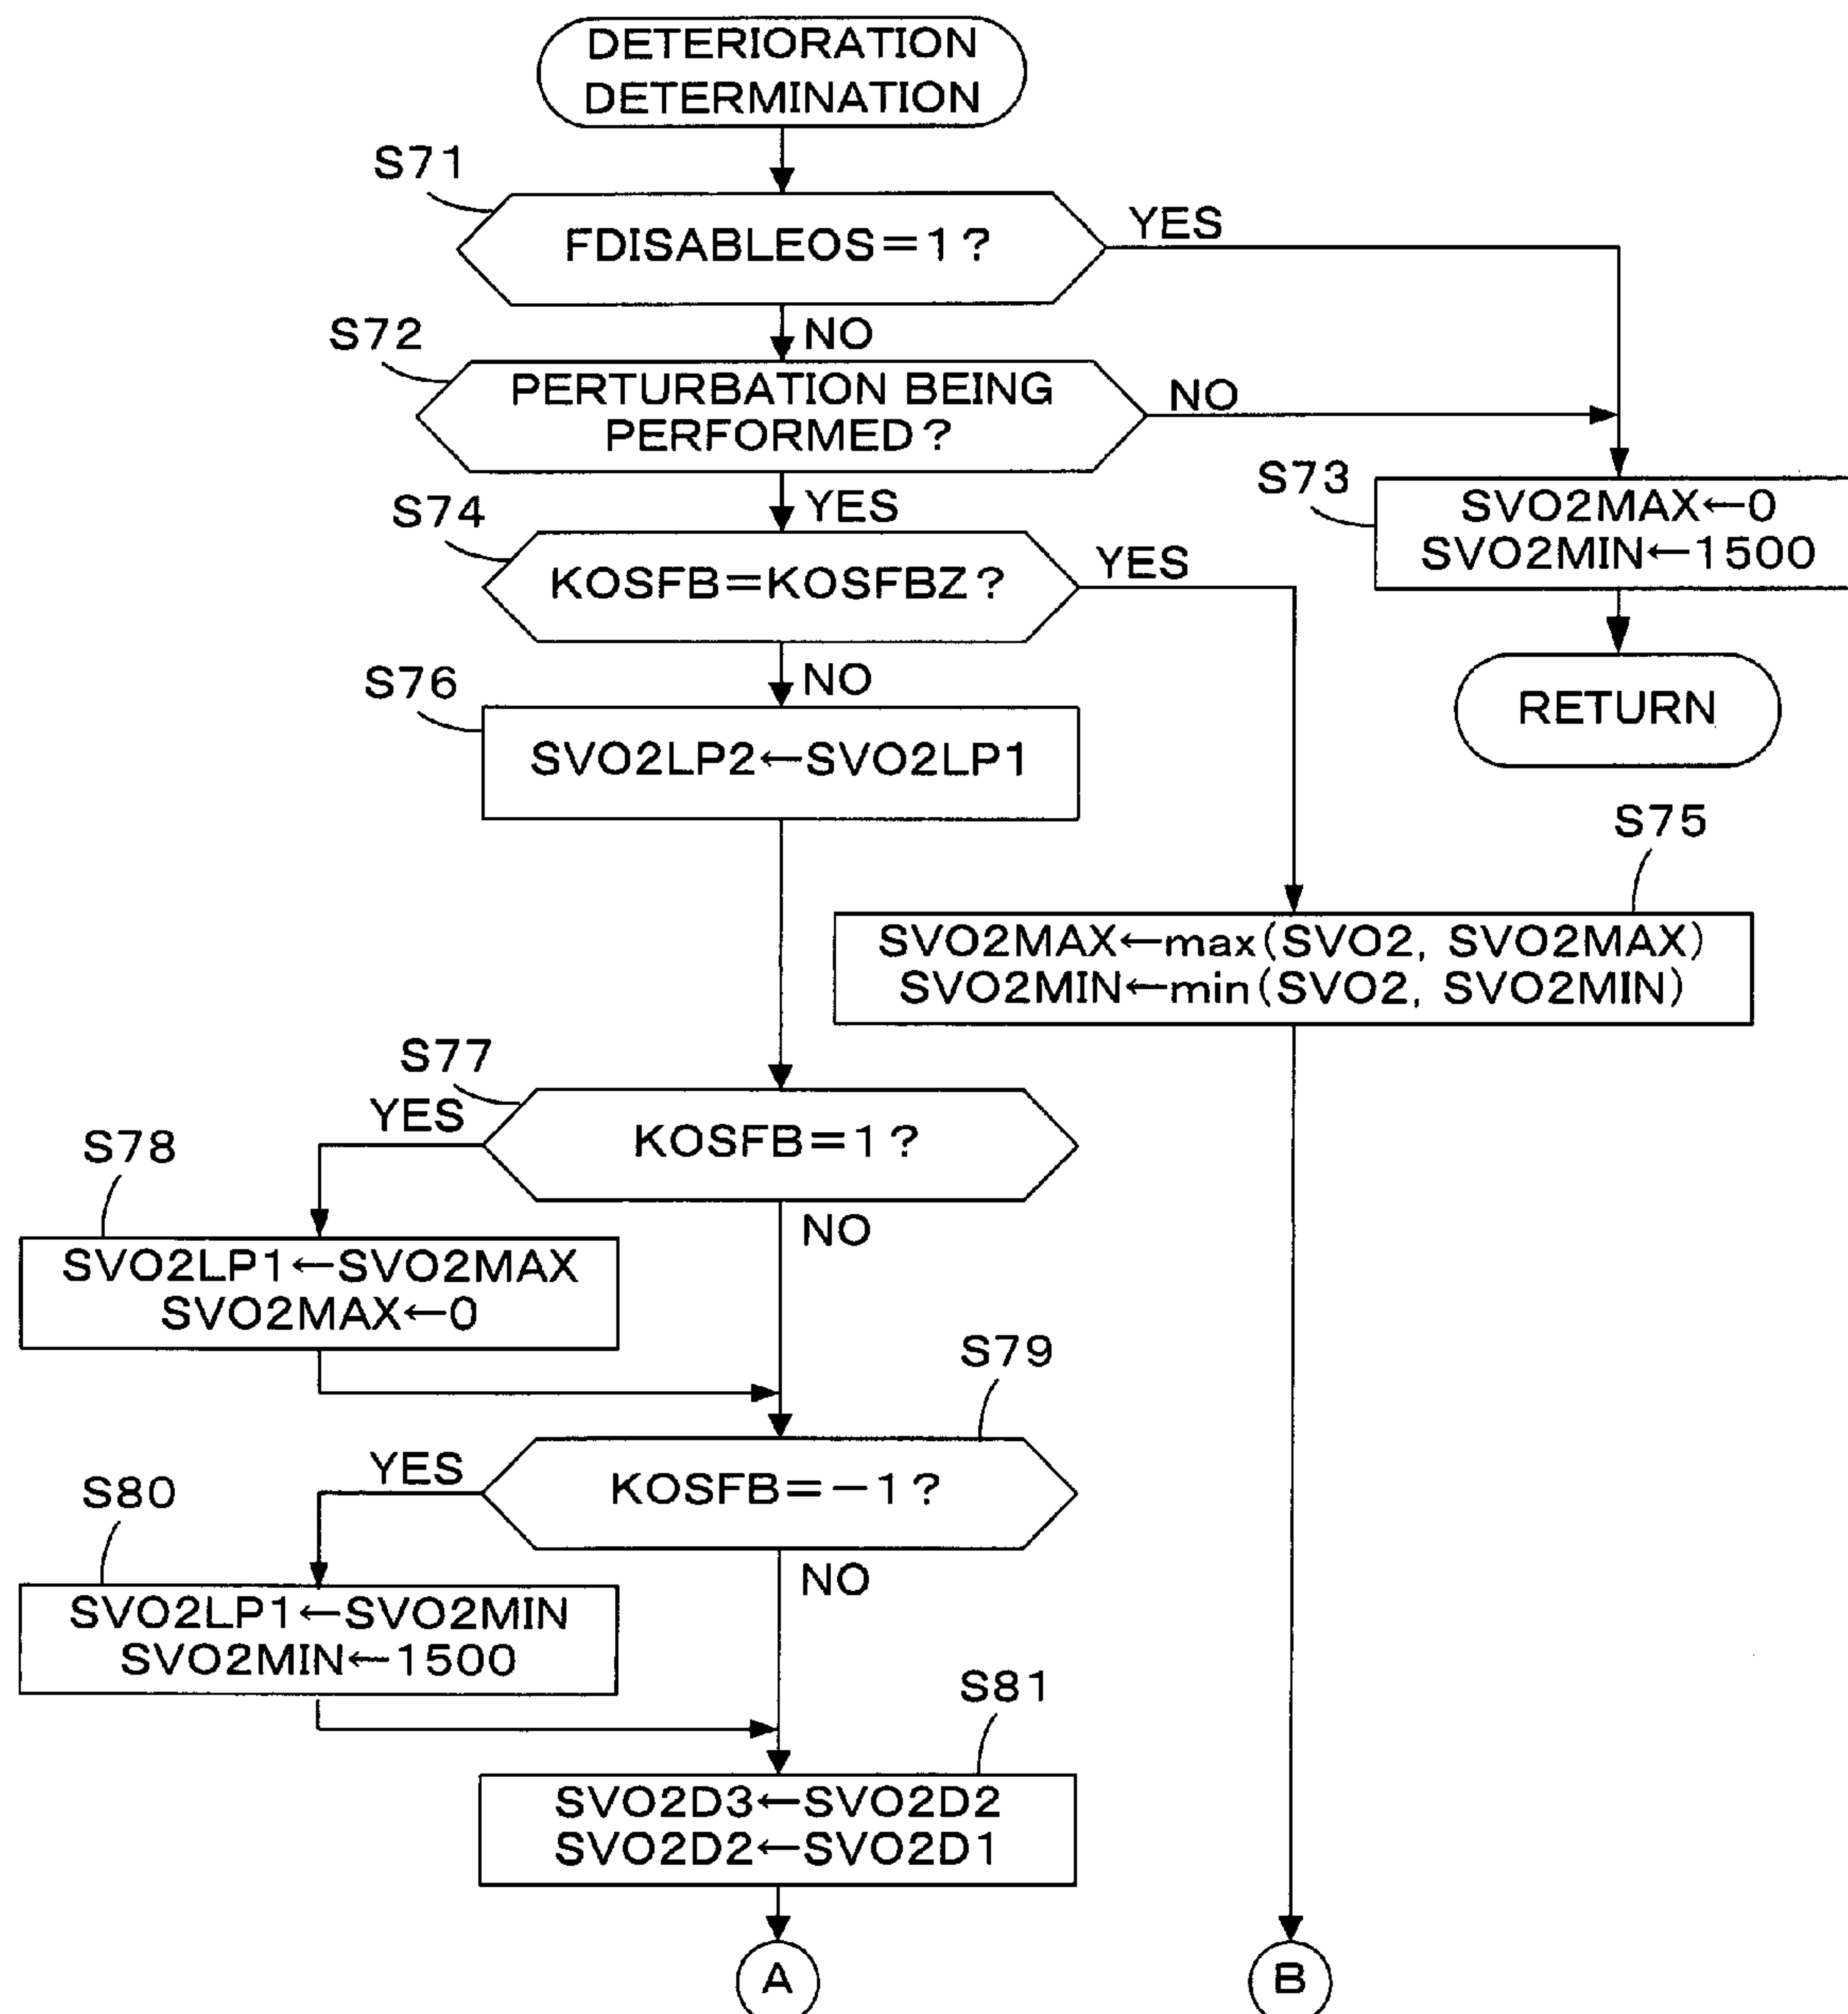 DETERIORATION
DETERMINATION
S71
FDISABLEOS=1?
YES
NO
S72
PERTURBATION BEING
PERFORMED?
NO
YES
S73
SVO2MAX←0
SVO2MIN←1500
RETURN
S74
KOSFB=KOSFBZ?
YES
NO
S76
SVO2LP2←SVO2LP1
S75
SVO2MAX←max(SVO2, SVO2MAX)
SVO2MIN←min(SVO2, SVO2MIN)
S77
KOSFB=1?
YES
NO
S78
SVO2LP1←SVO2MAX
SVO2MAX←0
S79
KOSFB=-1?
YES
NO
S80
SVO2LP1←SVO2MIN
SVO2MIN←1500
S81
SVO2D3←SVO2D2
SVO2D2←SVO2D1
A
B